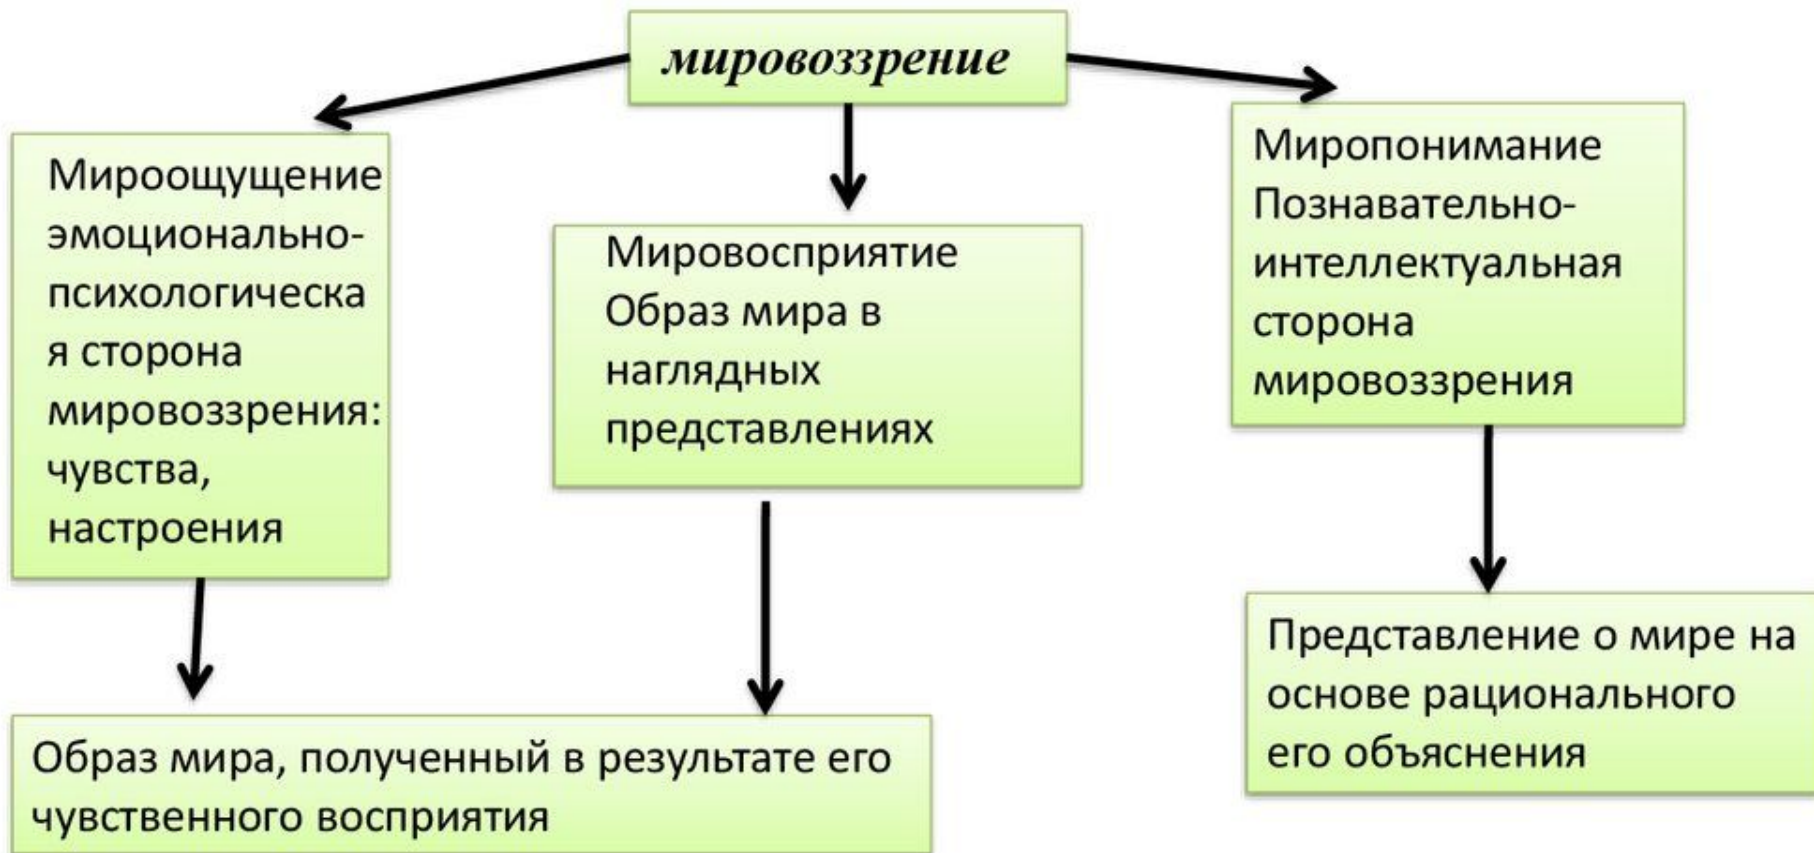 мировоззрение
Мироощущение
эмоционально-
психологическа
я сторона
мировоззрения:
чувства,
настроения
Мировосприятие
Образ мира в
наглядных
представлениях
Миропонимание
Познавательно-
интеллектуальная
сторона
мировоззрения
Образ мира, полученный в результате его
чувственного восприятия
Представление о мире на
основе рационального
его объяснения